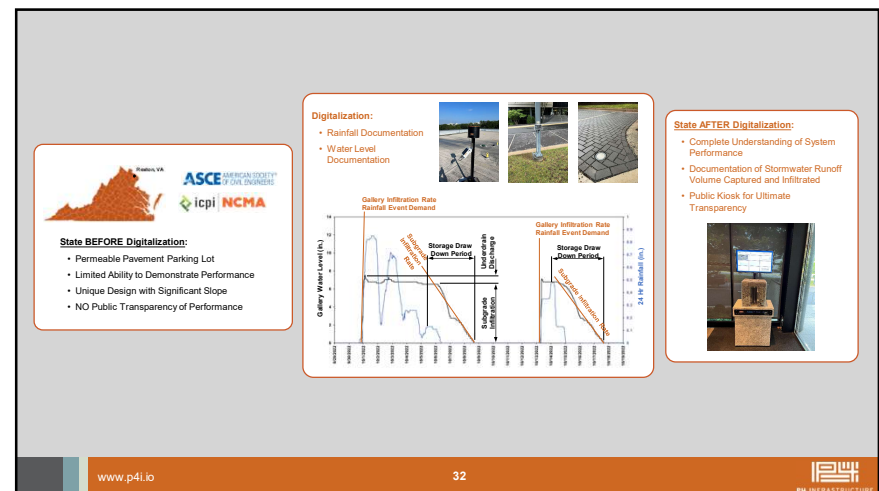 Reston, VA
ASCE AMERICAN SOCIETY
OF CIVIL ENGINEERS
icpi NCMA
State BEFORE Digitalization:
• Permeable Pavement Parking Lot
• Limited Ability to Demonstrate Performance
• Unique Design with Significant Slope
• NO Public Transparency of Performance
Digitalization:
• Rainfall Documentation
• Water Level
Documentation
Gallery Infiltration Rate
Rainfall Event Demand
Gallery Infiltration Rate
Rainfall Event Demand
Subgrade
Infiltration
Rate
Storage Draw
Down Period
Underdrain
Discharge
Subgrade
Infiltration
Storage Draw
Down Period
Subgrade Infiltration Rate
Gallery Water Level (in.)
24 Hr Rainfall (in.)
State AFTER Digitalization:
• Complete Understanding of System
Performance
• Documentation of Stormwater Runoff
Volume Captured and Infiltrated
• Public Kiosk for Ultimate
Transparency
www.p4i.io
32
P4 INFRASTRUCTURE